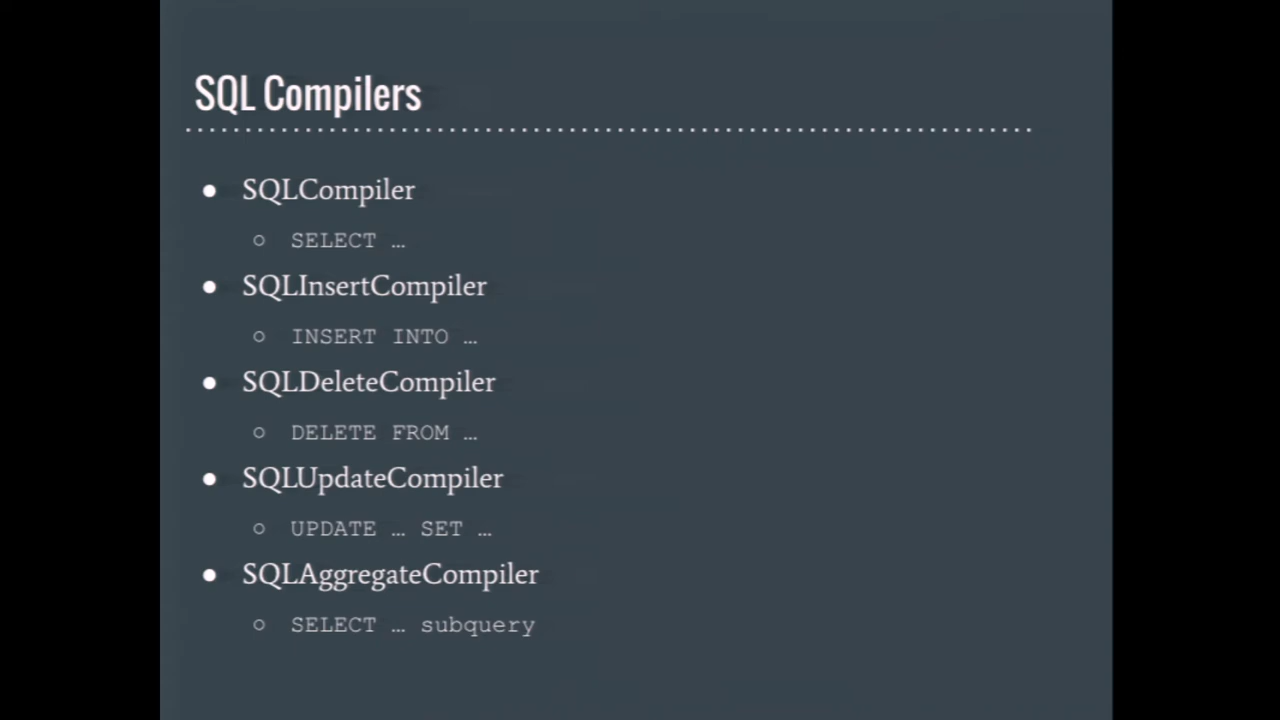 SQL Compilers
● SQLCompiler
○ SELECT …
● SQLInsertCompiler
○ INSERT INTO …
● SQLDeleteCompiler
○ DELETE FROM …
● SQLUpdateCompiler
○ UPDATE … SET …
● SQLAggregateCompiler
○ SELECT … subquery